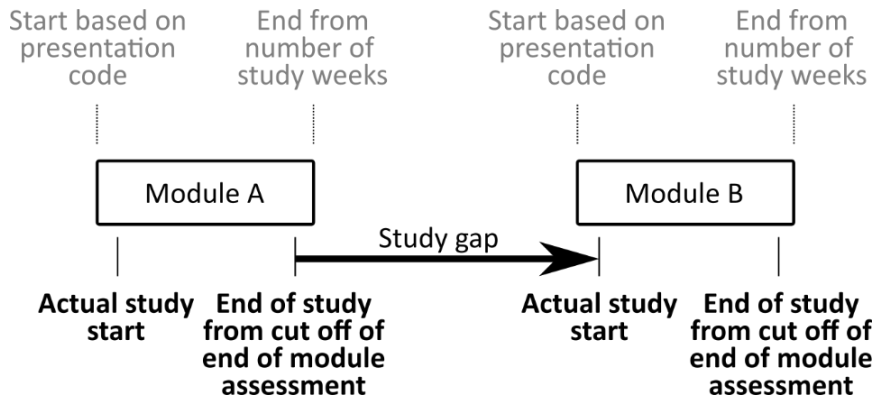 Start based on
presentation
code
End from
number of
study weeks
Start based on
presentation
code
End from
number of
study weeks
Module A
Module B
Study gap
Actual study
start
End of study
from cut off of
end of module
assessment
Actual study
start
End of study
from cut off of
end of module
assessment